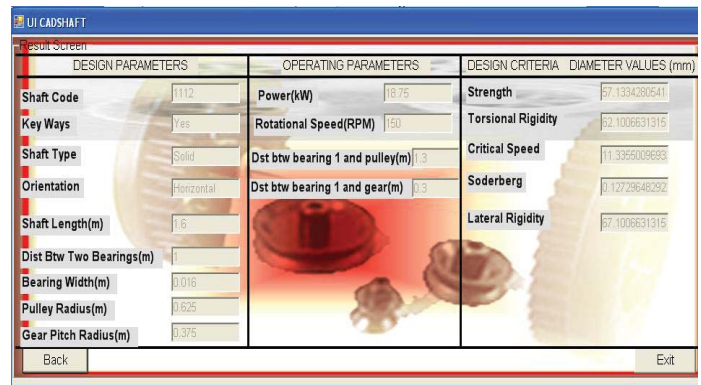 UI CADSHAFT
Result Screen
DESIGN PARAMETERS
Shaft Code 1112
Key Ways Yes
Shaft Type Solid
Orientation Horizontal
Shaft Length(m) 1.6
Dist Btw Two Bearings(m) 1
Bearing Width(m) 0.016
Pulley Radius(m) 0.625
Gear Pitch Radius(m) 0.375
OPERATING PARAMETERS
Power(kW) 18.75
Rotational Speed(RPM) 150
Dst btw bearing 1 and pulley(m) 1.3
Dst btw bearing 1 and gear(m) 0.3
DESIGN CRITERIA DIAMETER VALUES (mm)
Strength 57.1334280541
Torsional Rigidity 62.1006631315
Critical Speed 11.3355009693
Soderberg 0.12729648292
Lateral Rigidity 67.1006631315
Back
Exit